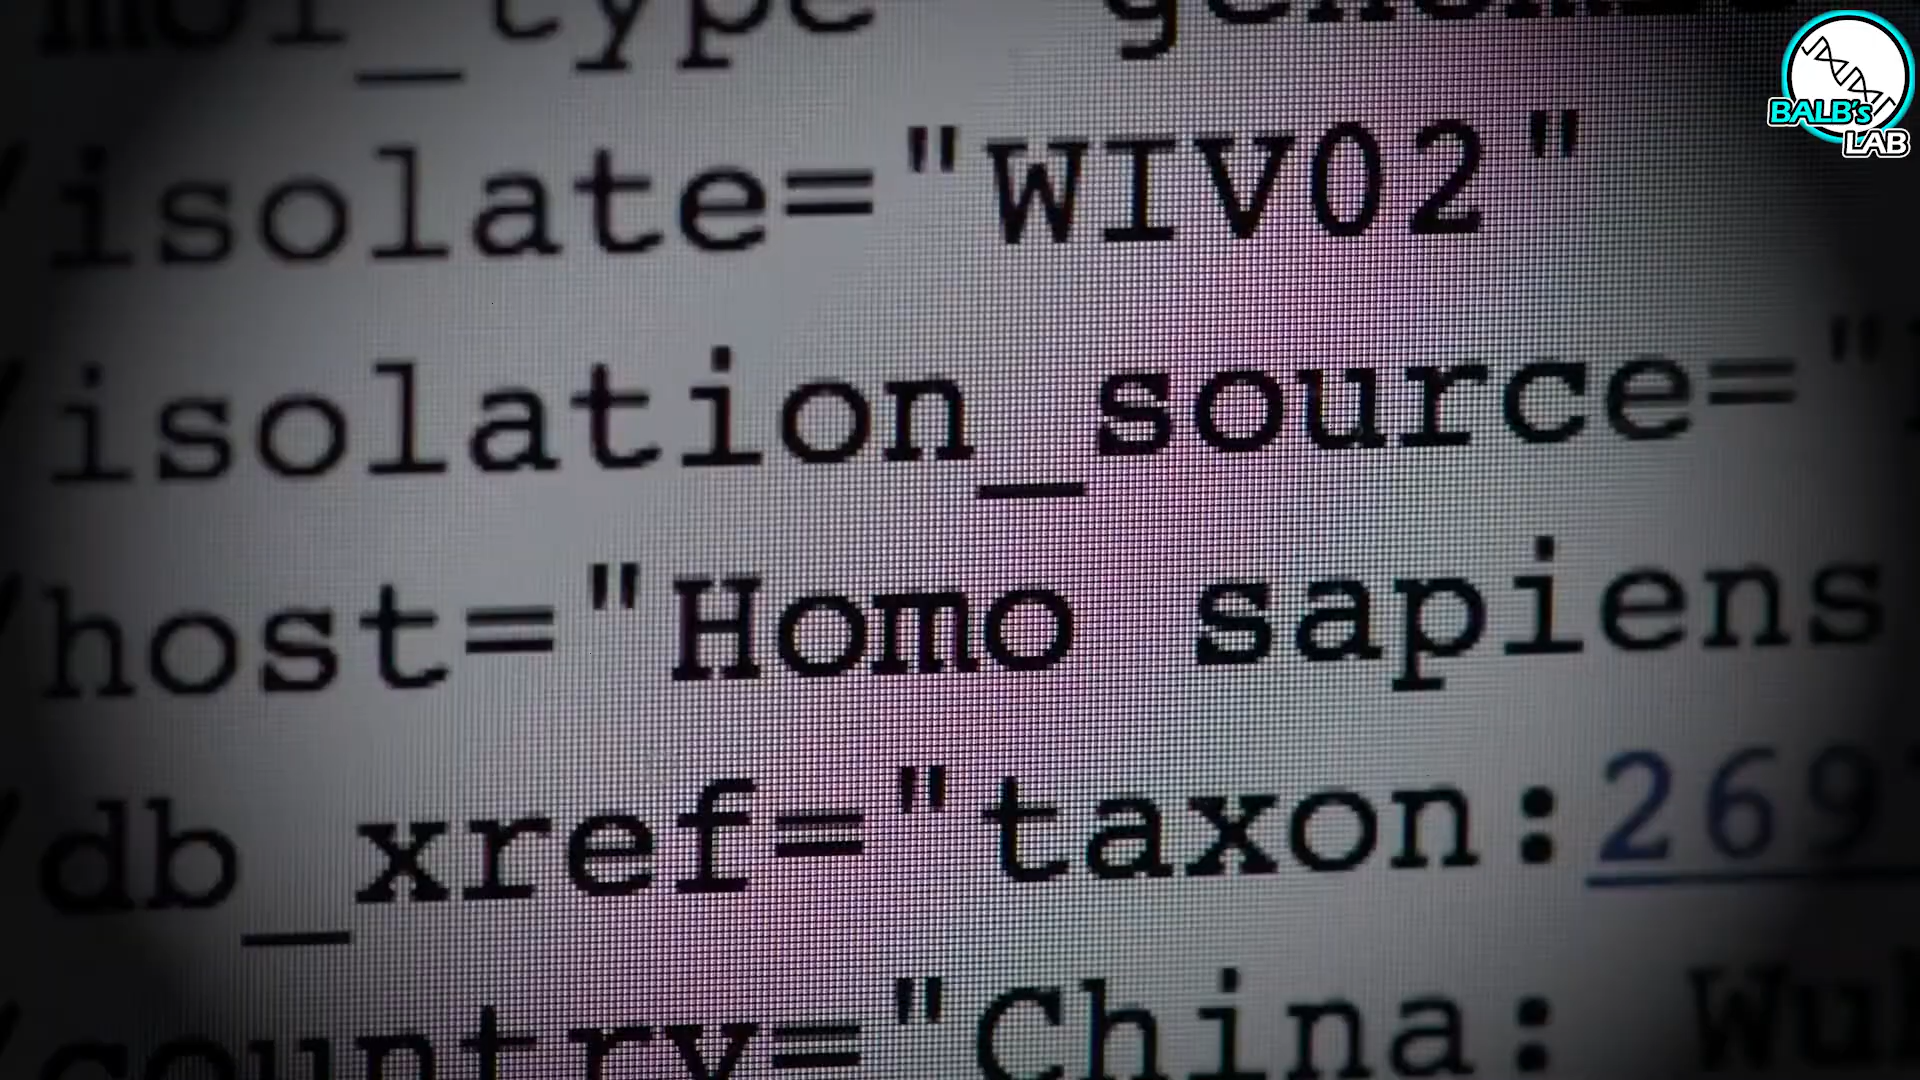 mol_type
BALB's
LAB
isolate="WIV02"
isolation_source="
host="Homo sapiens
db_xref="taxon:269
country="China: